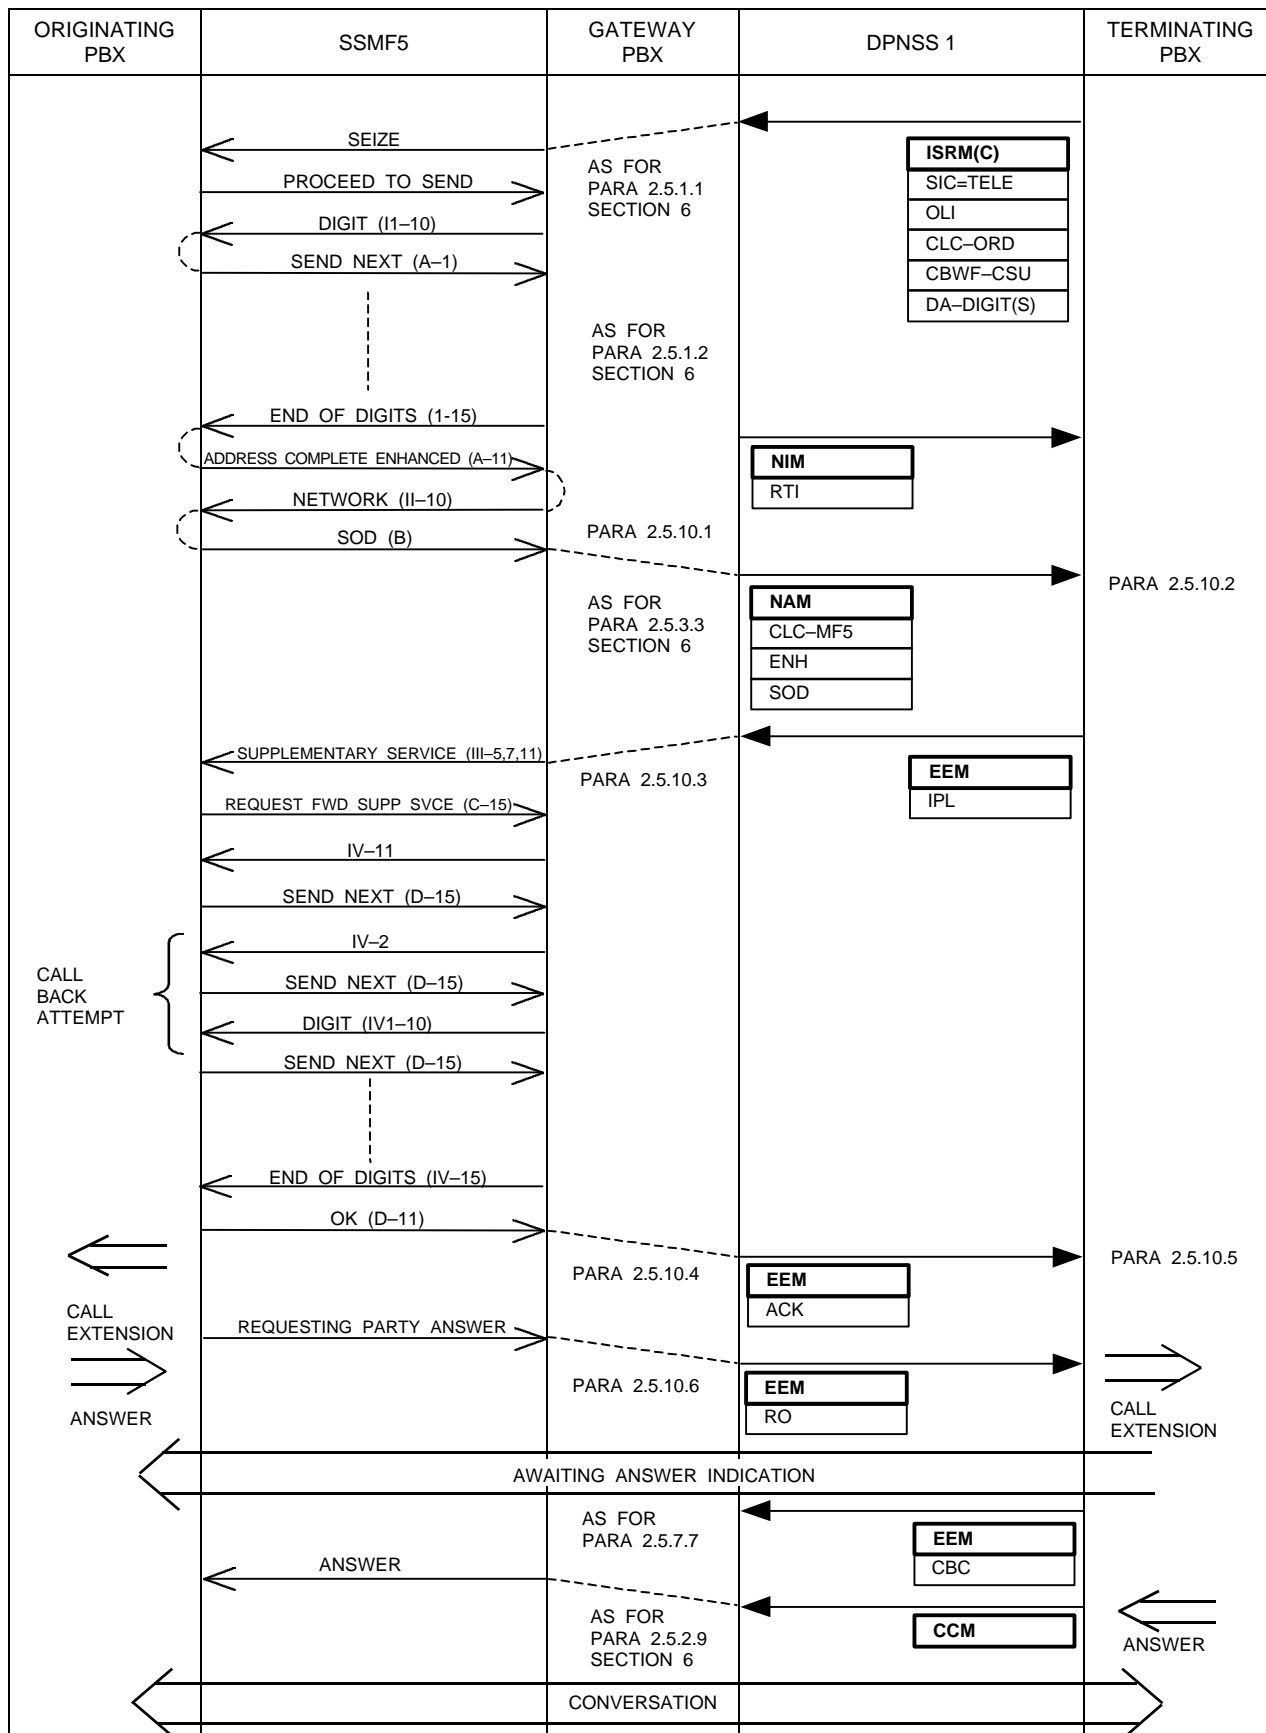 ORIGINATING
PBX
SSMF5
GATEWAY
PBX
DPNSS 1
TERMINATING
PBX
SEIZE
PROCEED TO SEND
DIGIT (I1–10)
SEND NEXT (A–1)
AS FOR
PARA 2.5.1.1
SECTION 6
ISRM(C)
SIC=TELE
OLI
CLC–ORD
CBWF–CSU
DA–DIGIT(S)
AS FOR
PARA 2.5.1.2
SECTION 6
END OF DIGITS (1-15)
ADDRESS COMPLETE ENHANCED (A–11)
NETWORK (II–10)
SOD (B)
NIM
RTI
PARA 2.5.10.1
PARA 2.5.10.2
AS FOR
PARA 2.5.3.3
SECTION 6
NAM
CLC–MF5
ENH
SOD
SUPPLEMENTARY SERVICE (III–5,7,11)
PARA 2.5.10.3
EEM
IPL
REQUEST FWD SUPP SVCE (C–15)
IV–11
SEND NEXT (D–15)
IV–2
CALL
BACK
ATTEMPT
SEND NEXT (D–15)
DIGIT (IV1–10)
SEND NEXT (D–15)
END OF DIGITS (IV–15)
OK (D–11)
PARA 2.5.10.4
EEM
ACK
PARA 2.5.10.5
CALL
EXTENSION
REQUESTING PARTY ANSWER
ANSWER
PARA 2.5.10.6
EEM
RO
CALL
EXTENSION
AWAITING ANSWER INDICATION
AS FOR
PARA 2.5.7.7
EEM
CBC
ANSWER
AS FOR
PARA 2.5.2.9
SECTION 6
CCM
ANSWER
CONVERSATION